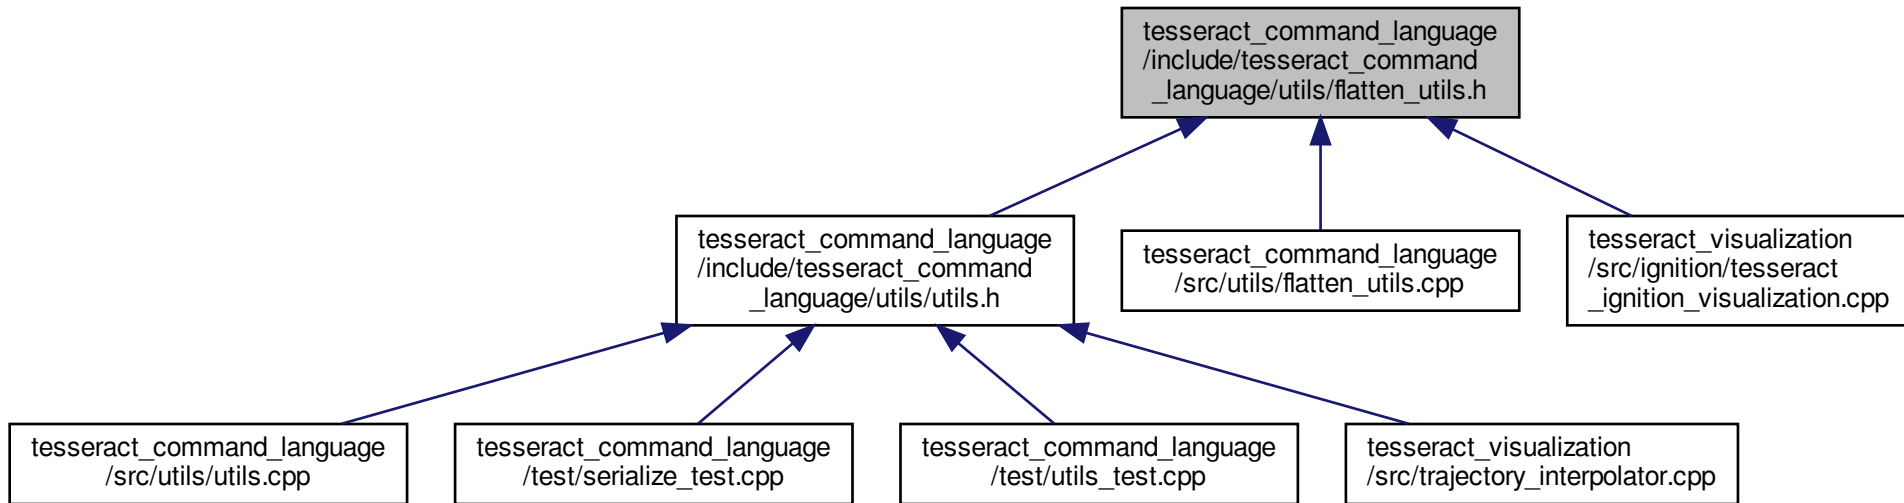 tesseract_command_language
/include/tesseract_command
_language/utils/flatten_utils.h
tesseract_command_language
/include/tesseract_command
_language/utils/utils.h
tesseract_command_language
/src/utils/flatten_utils.cpp
tesseract_visualization
/src/ignition/tesseract
_ignition_visualization.cpp
tesseract_command_language
/src/utils/utils.cpp
tesseract_command_language
/test/serialize_test.cpp
tesseract_command_language
/test/utils_test.cpp
tesseract_visualization
/src/trajectory_interpolator.cpp